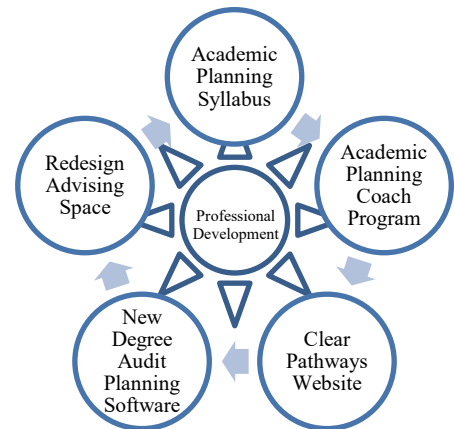 Academic
Planning
Syllabus
Academic
Planning
Coach
Program
Clear
Pathways
Website
New
Degree
Audit
Planning
Software
Redesign
Advising
Space
Professional
Development